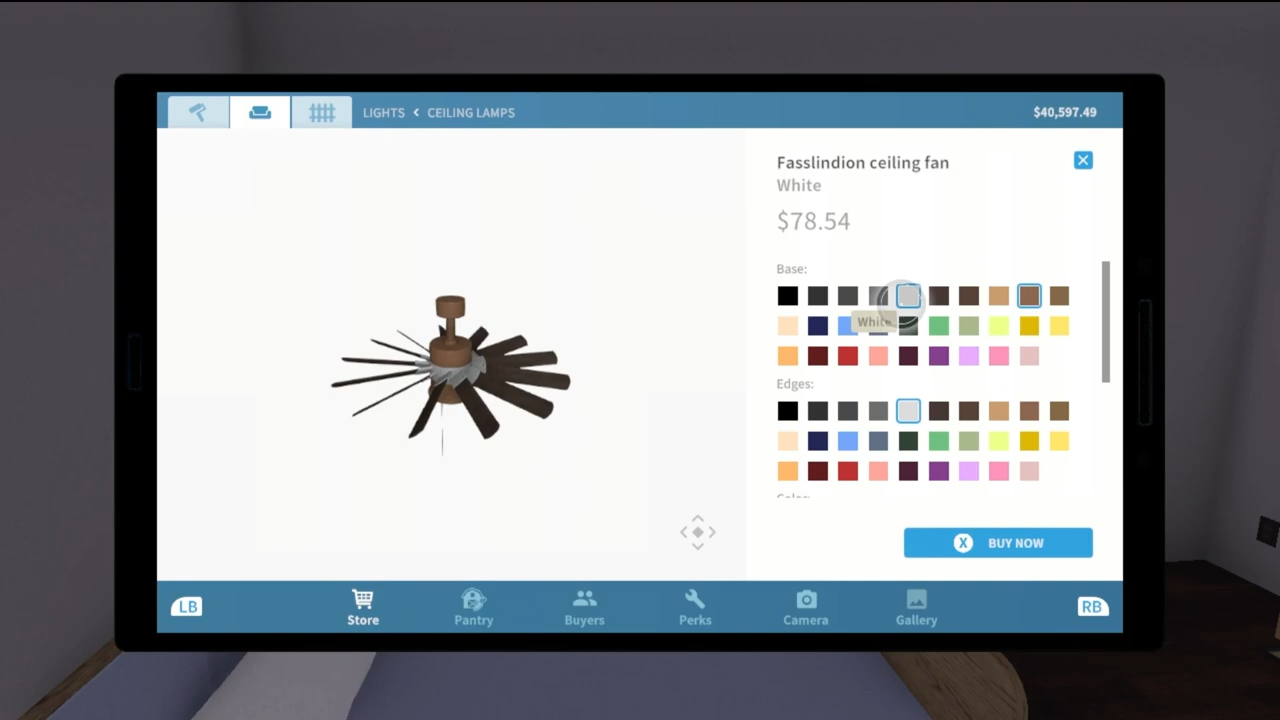 LIGHTS < CEILING LAMPS
$40,597.49
Fasslindion ceiling fan
White
$78.54
Base:
White
Edges:
Color:
X BUY NOW
LB
Store
Pantry
Buyers
Perks
Camera
Gallery
RB